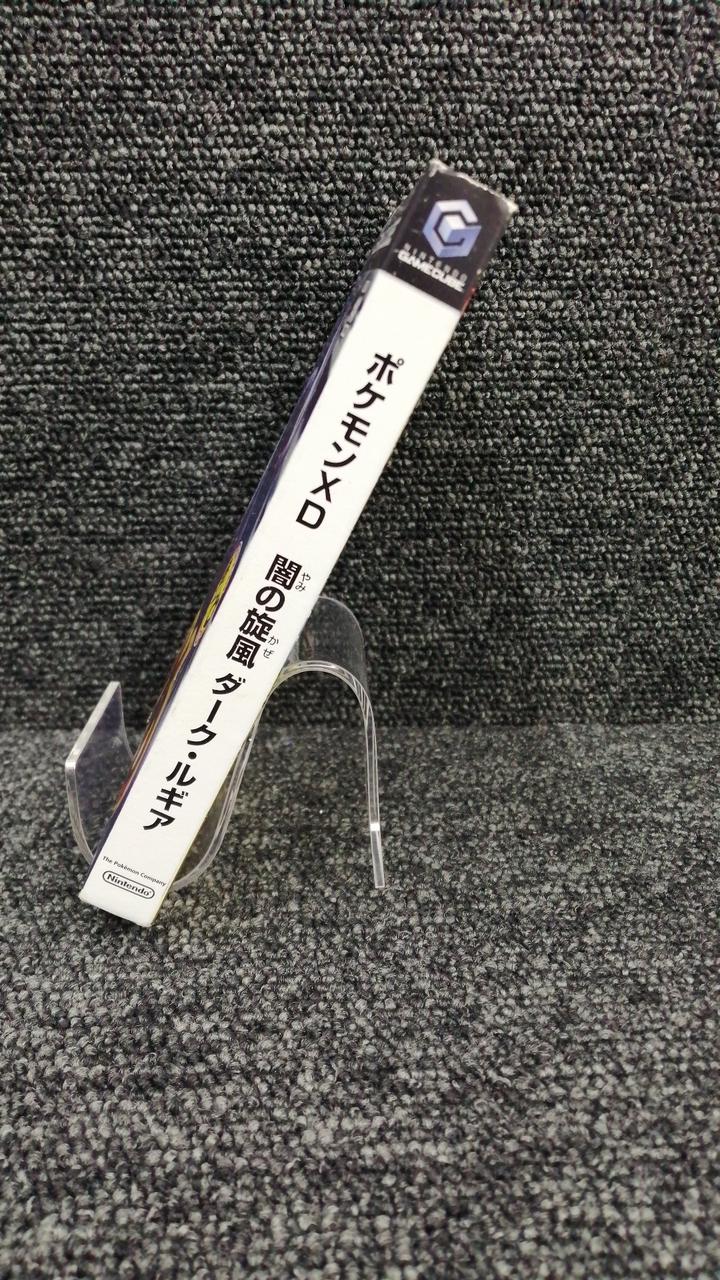 NINTENDO
GAMECUBE
ポケモンXD 闇の旋風 ダーク・ルギア
やみ かぜ
The Pokémon Company
Nintendo